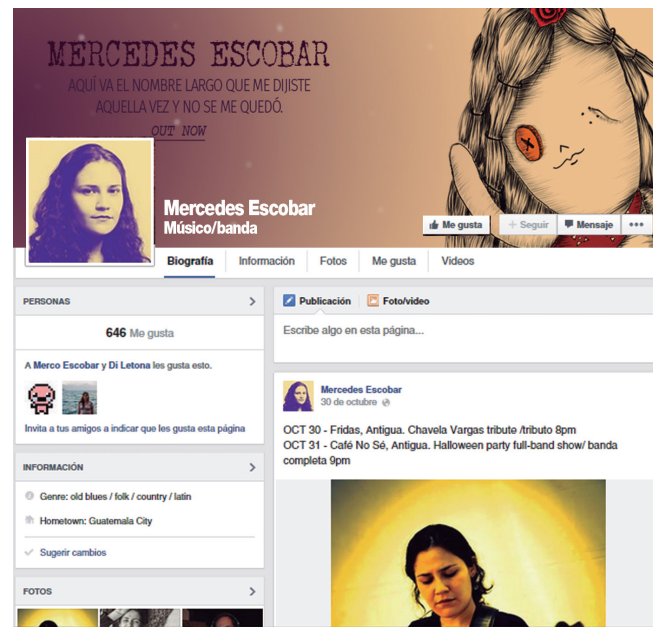 MERCEDES ESCOBAR
AQUÍ VA EL NOMBRE LARGO QUE ME DIJISTE
AQUELLA VEZ Y NO SE ME QUEDÓ.
OUT NOW
Mercedes Escobar
Músico/banda
Me gusta
Seguir
Mensaje
Biografía
Información
Fotos
Me gusta
Videos
PERSONAS
646 Me gusta
A Merco Escobar y Di Letona les gusta esto.
Invita a tus amigos a indicar que les gusta esta página
INFORMACIÓN
Genre: old blues / folk / country / latin
Hometown: Guatemala City
Sugerir cambios
FOTOS
Publicación
Foto/video
Escribe algo en esta página...
Mercedes Escobar
30 de octubre
OCT 30 - Fridas, Antigua. Chavela Vargas tribute /tributo 8pm
OCT 31 - Café No Sé, Antigua. Halloween party full-band show/ banda
completa 9pm